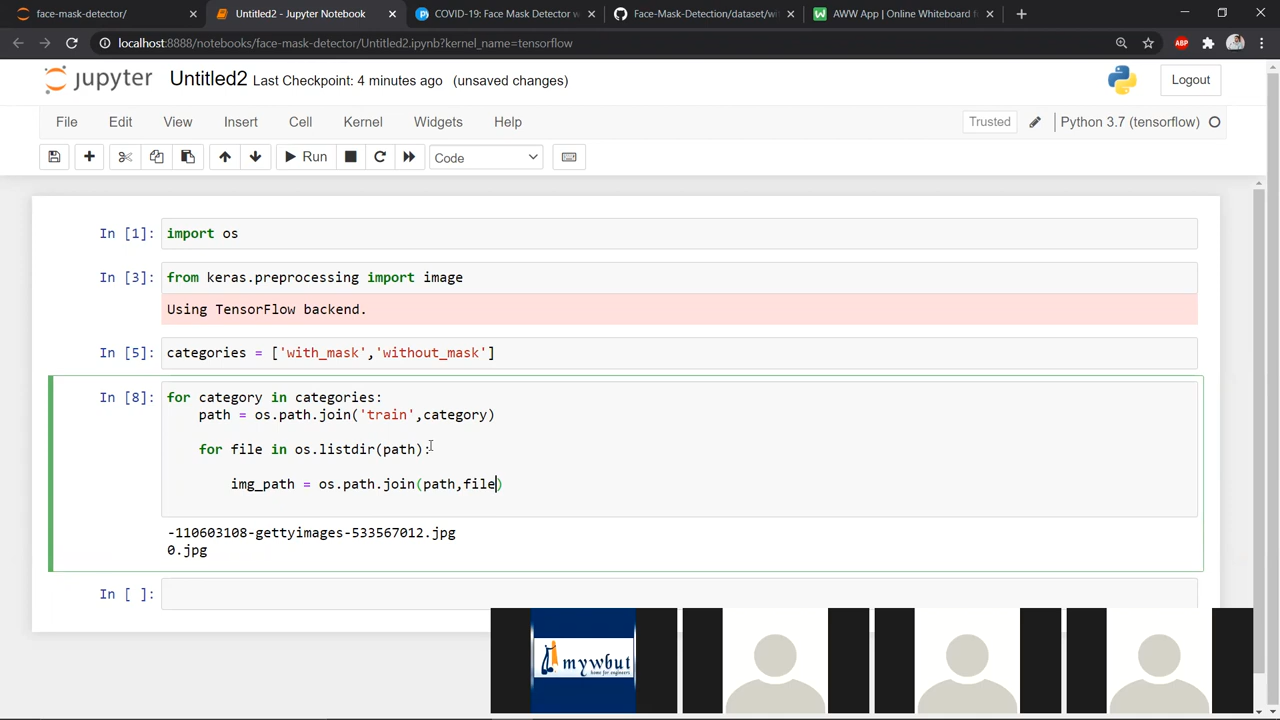 face-mask-detector/
Untitled2 - Jupyter Notebook
COVID-19: Face Mask Detector w
Face-Mask-Detection/dataset/wi
AWW App | Online Whiteboard f
localhost:8888/notebooks/face-mask-detector/Untitled2.ipynb?kernel_name=tensorflow
ABP
jupyter Untitled2 Last Checkpoint: 4 minutes ago (unsaved changes)
Logout
File Edit View Insert Cell Kernel Widgets Help
Trusted
Python 3.7 (tensorflow)
Run
Code
In [1]: import os
In [3]: from keras.preprocessing import image
Using TensorFlow backend.
In [5]: categories = ['with_mask','without_mask']
In [8]: for category in categories:
path = os.path.join('train',category)
for file in os.listdir(path):
img_path = os.path.join(path,file)
-110603108-gettyimages-533567012.jpg
0.jpg
In [ ]:
mywbut
home for engineers